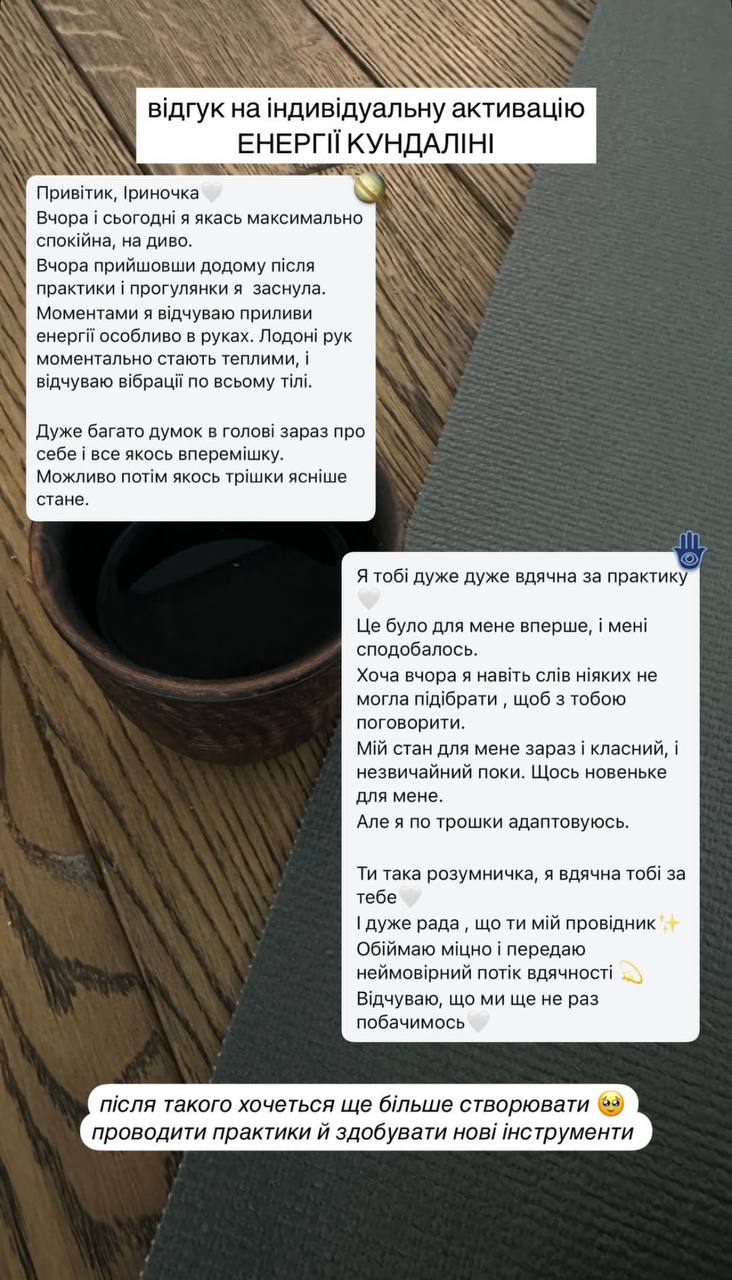 відгук на індивідуальну активацію
ЕНЕРГІЇ КУНДАЛІНІ
Привітик, Іриночка🤍
Вчора і сьогодні я якась максимально
спокійна, на диво.
Вчора прийшовши додому після
практики і прогулянки я заснула.
Моментами я відчуваю приливи
енергії особливо в руках. Лодоні рук
моментально стають теплими, і
відчуваю вібрації по всьому тілі.
Дуже багато думок в голові зараз про
себе і все якось вперемішку.
Можливо потім якось трішки ясніше
стане.
Я тобі дуже дуже вдячна за практику
🤍
Це було для мене вперше, і мені
сподобалось.
Хоча вчора я навіть слів ніяких не
могла підібрати , щоб з тобою
поговорити.
Мій стан для мене зараз і класний, і
незвичайний поки. Щось новеньке
для мене.
Але я по трошки адаптовуюсь.
Ти така розумничка, я вдячна тобі за
тебе🤍
І дуже рада , що ти мій провідник✨
Обіймаю міцно і передаю
неймовірний потік вдячності 💫
Відчуваю, що ми ще не раз
побачимось🤍
після такого хочеться ще більше створювати 🥹
проводити практики й здобувати нові інструменти